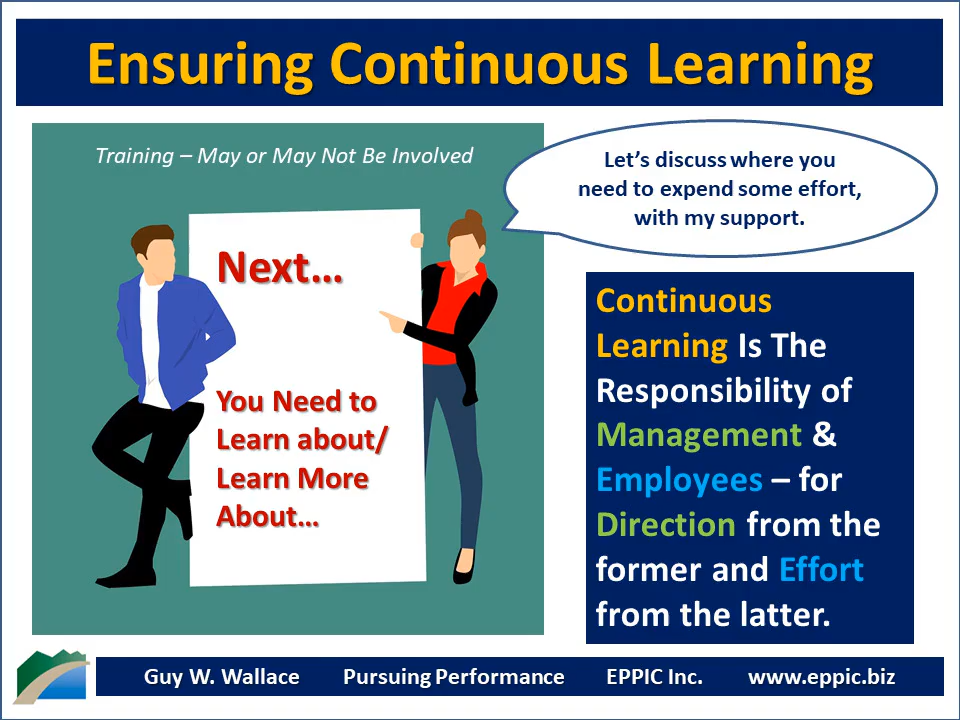 Ensuring Continuous Learning
Training – May or May Not Be Involved
Let's discuss where you
need to expend some effort,
with my support.
Next…
You Need to
Learn about/
Learn More
About…
Continuous
Learning Is The
Responsibility of
Management &
Employees – for
Direction from the
former and Effort
from the latter.
Guy W. Wallace Pursuing Performance EPPIC Inc. www.eppic.biz